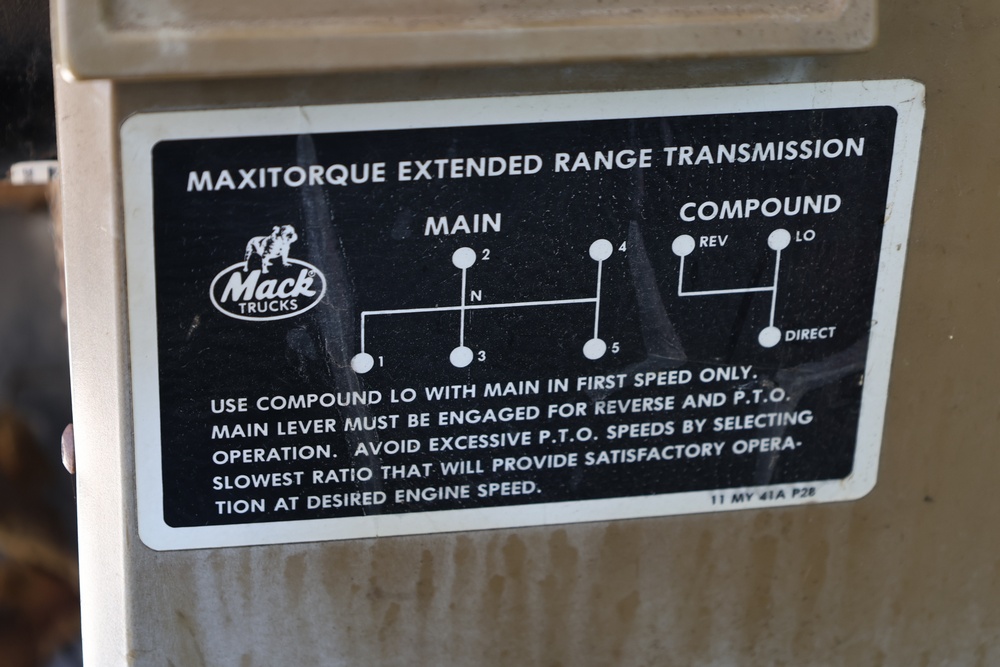 MAXITORQUE EXTENDED RANGE TRANSMISSION
MAIN
COMPOUND
2
4
REV
LO
Mack
TRUCKS
N
1
3
5
DIRECT
USE COMPOUND LO WITH MAIN IN FIRST SPEED ONLY.
MAIN LEVER MUST BE ENGAGED FOR REVERSE AND P.T.O.
OPERATION. AVOID EXCESSIVE P.T.O. SPEEDS BY SELECTING
SLOWEST RATIO THAT WILL PROVIDE SATISFACTORY OPERA-
TION AT DESIRED ENGINE SPEED.
11 MY 41A P28